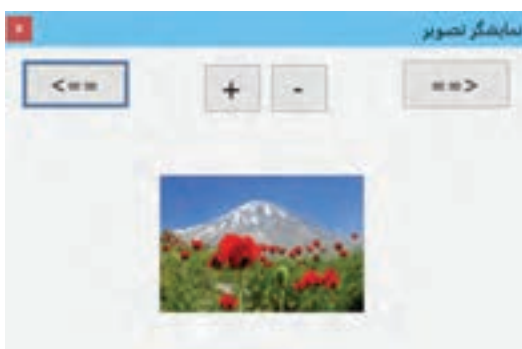 نمایشگر تصویر
x
<== + - ==>